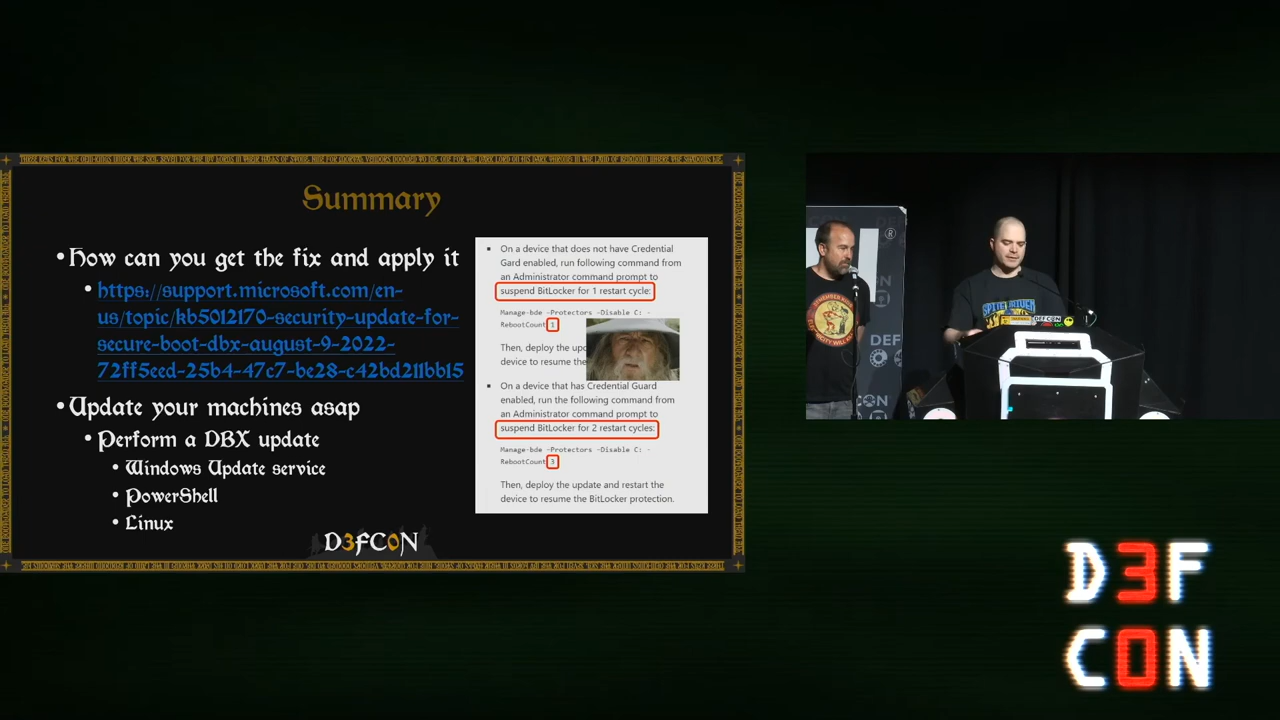 Summary
•How can you get the fix and apply it
• https://support.microsoft.com/en-
us/topic/kb5012170-security-update-for-
secure-boot-dbx-august-9-2022-
72ff5eed-25b4-47c7-be28-c42bd211bb15
•Update your machines asap
• Perform a DBX update
• Windows Update service
• PowerShell
• Linux
D3FC0N
▪ On a device that does not have Credential
Gard enabled, run following command from
an Administrator command prompt to
suspend BitLocker for 1 restart cycle:
Manage-bde -Protectors -Disable C: -
RebootCount 1
Then, deploy the
device to resume the
▪ On a device that has Credential Guard
enabled, run the following command from
an Administrator command prompt to
suspend BitLocker for 2 restart cycles:
Manage-bde -Protectors -Disable C: -
RebootCount 3
Then, deploy the update and restart the
device to resume the BitLocker protection.
CON
DEF
®
DEFCON
CON
D3F
C0N